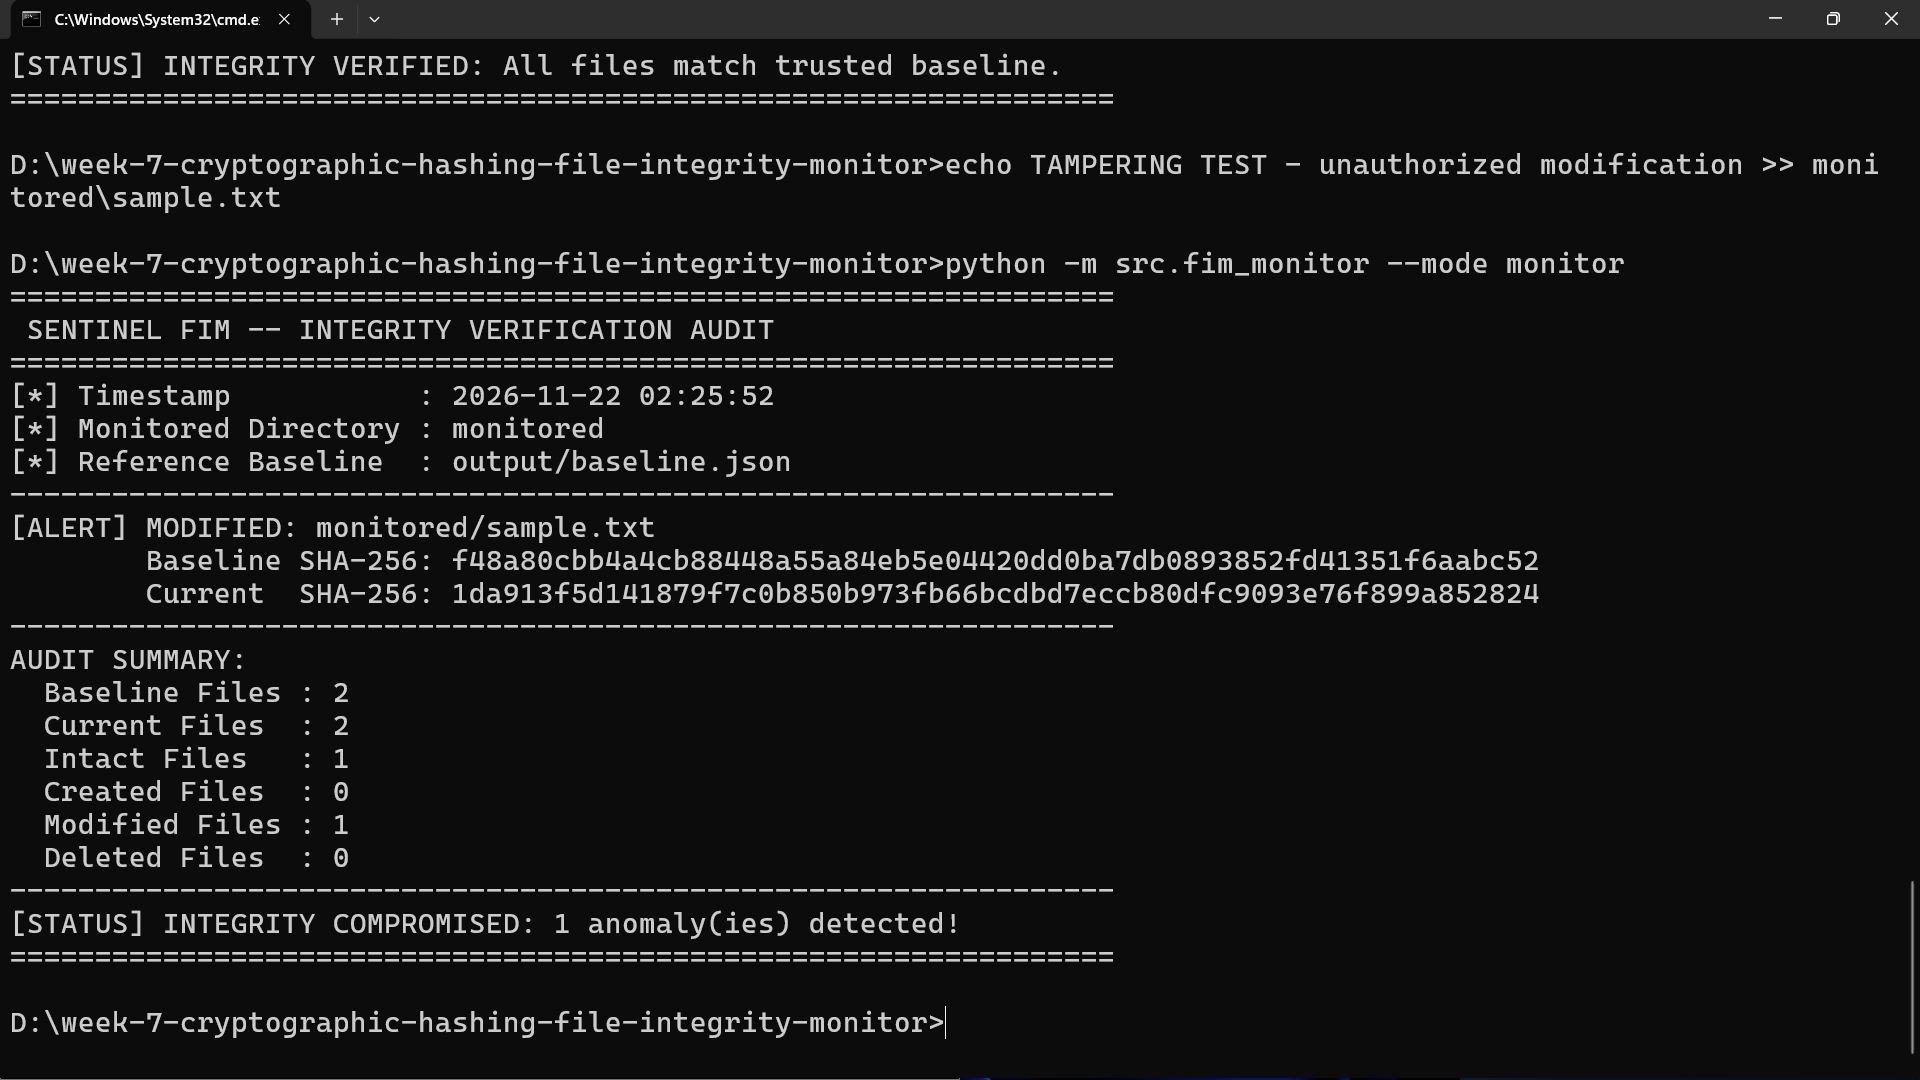 C:\Windows\System32\cmd.e
[STATUS] INTEGRITY VERIFIED: All files match trusted baseline.
=================================================================
D:\week-7-cryptographic-hashing-file-integrity-monitor>echo TAMPERING TEST - unauthorized modification >> moni
tored\sample.txt
D:\week-7-cryptographic-hashing-file-integrity-monitor>python -m src.fim_monitor --mode monitor
=================================================================
 SENTINEL FIM -- INTEGRITY VERIFICATION AUDIT
=================================================================
[*] Timestamp           : 2026-11-22 02:25:52
[*] Monitored Directory : monitored
[*] Reference Baseline  : output/baseline.json
-----------------------------------------------------------------
[ALERT] MODIFIED: monitored/sample.txt
        Baseline SHA-256: f48a80cbb4a4cb88448a55a84eb5e04420dd0ba7db0893852fd41351f6aabc52
        Current  SHA-256: 1da913f5d141879f7c0b850b973fb66bcdbd7eccb80dfc9093e76f899a852824
-----------------------------------------------------------------
AUDIT SUMMARY:
  Baseline Files : 2
  Current Files  : 2
  Intact Files   : 1
  Created Files  : 0
  Modified Files : 1
  Deleted Files  : 0
-----------------------------------------------------------------
[STATUS] INTEGRITY COMPROMISED: 1 anomaly(ies) detected!
=================================================================
D:\week-7-cryptographic-hashing-file-integrity-monitor>